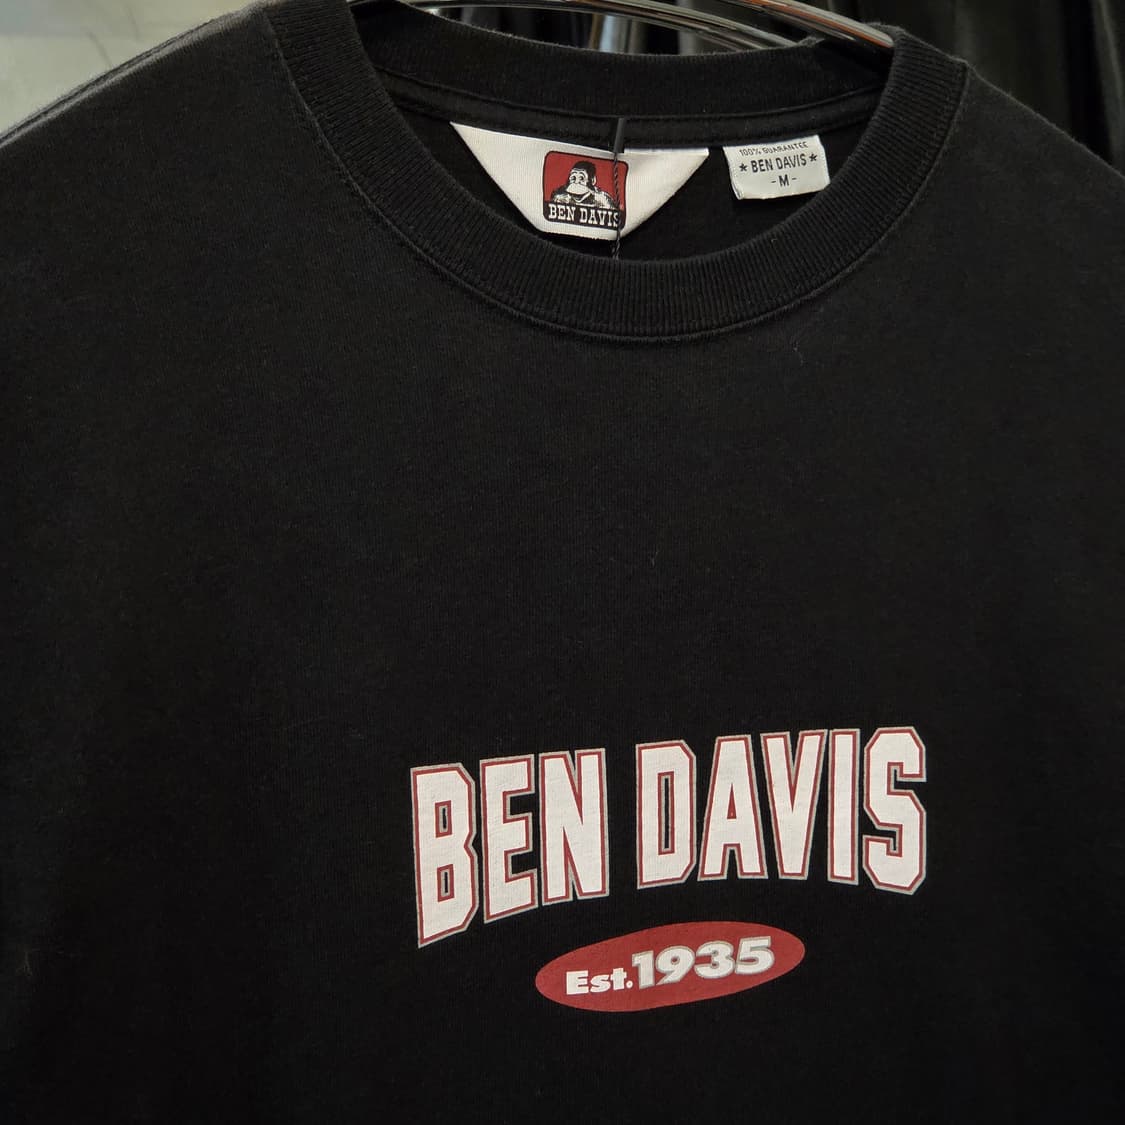 BEN DAVIS
100% GUARANTEE
★ BEN DAVIS ★
- M -
BEN DAVIS
Est. 1935